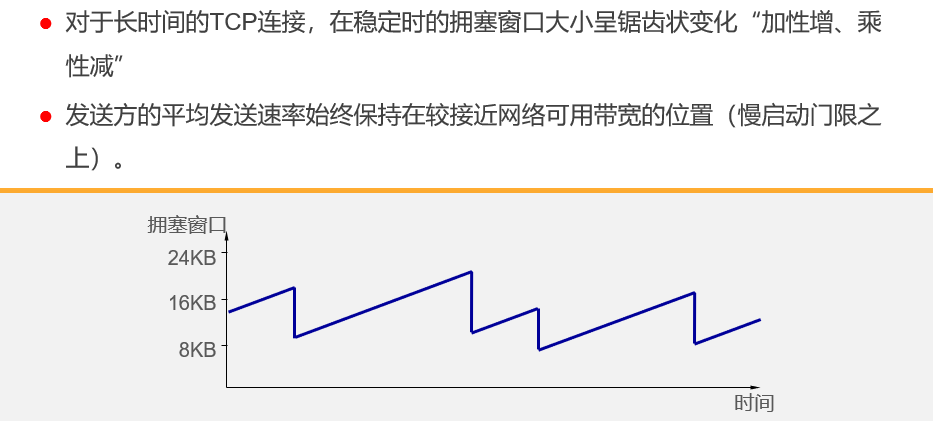 对于长时间的TCP连接，在稳定时的拥塞窗口大小呈锯齿状变化“加性增、乘
性减”
发送方的平均发送速率始终保持在较接近网络可用带宽的位置（慢启动门限之
上）。
拥塞窗口
24KB
16KB
8KB
时间